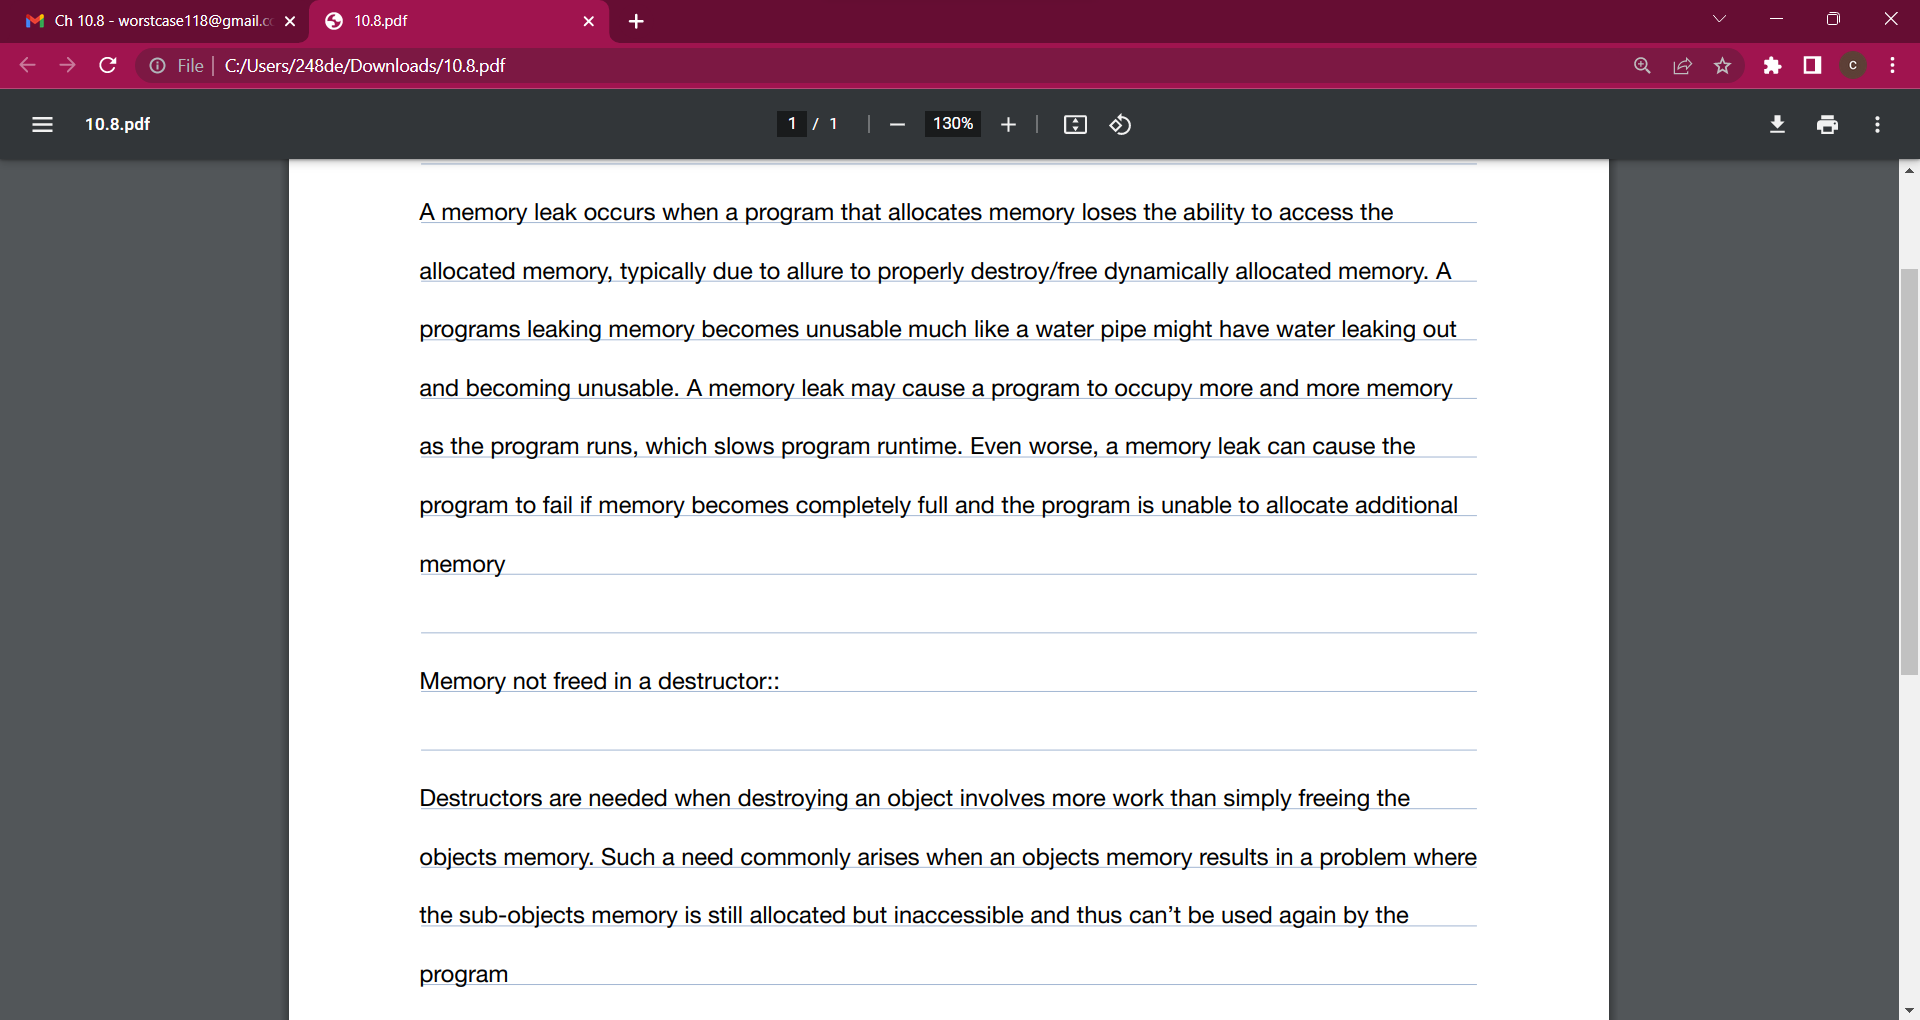 Ch 10.8 - worstcase118@gmail.c
10.8.pdf
File
C:/Users/248de/Downloads/10.8.pdf
C
10.8.pdf
1 / 1
130%
A memory leak occurs when a program that allocates memory loses the ability to access the
allocated memory, typically due to allure to properly destroy/free dynamically allocated memory. A
programs leaking memory becomes unusable much like a water pipe might have water leaking out
and becoming unusable. A memory leak may cause a program to occupy more and more memory
as the program runs, which slows program runtime. Even worse, a memory leak can cause the
program to fail if memory becomes completely full and the program is unable to allocate additional
memory
Memory not freed in a destructor::
Destructors are needed when destroying an object involves more work than simply freeing the
objects memory. Such a need commonly arises when an objects memory results in a problem where
the sub-objects memory is still allocated but inaccessible and thus can’t be used again by the
program